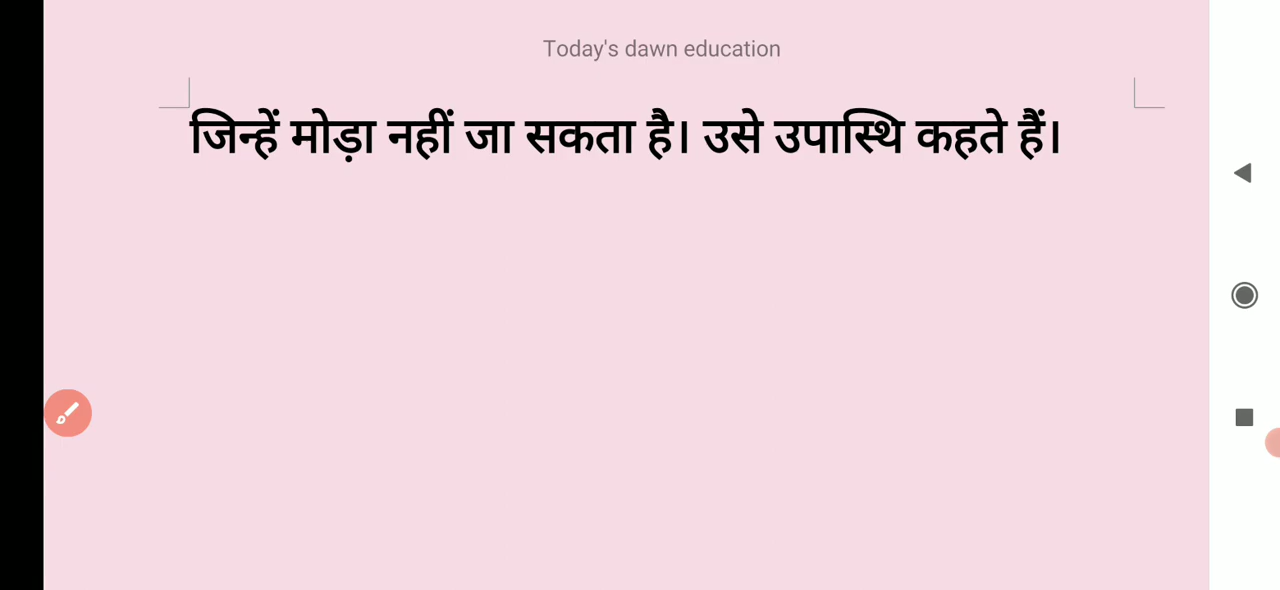 Today's dawn education
जिन्हें मोड़ा नहीं जा सकता है। उसे उपास्थि कहते हैं।